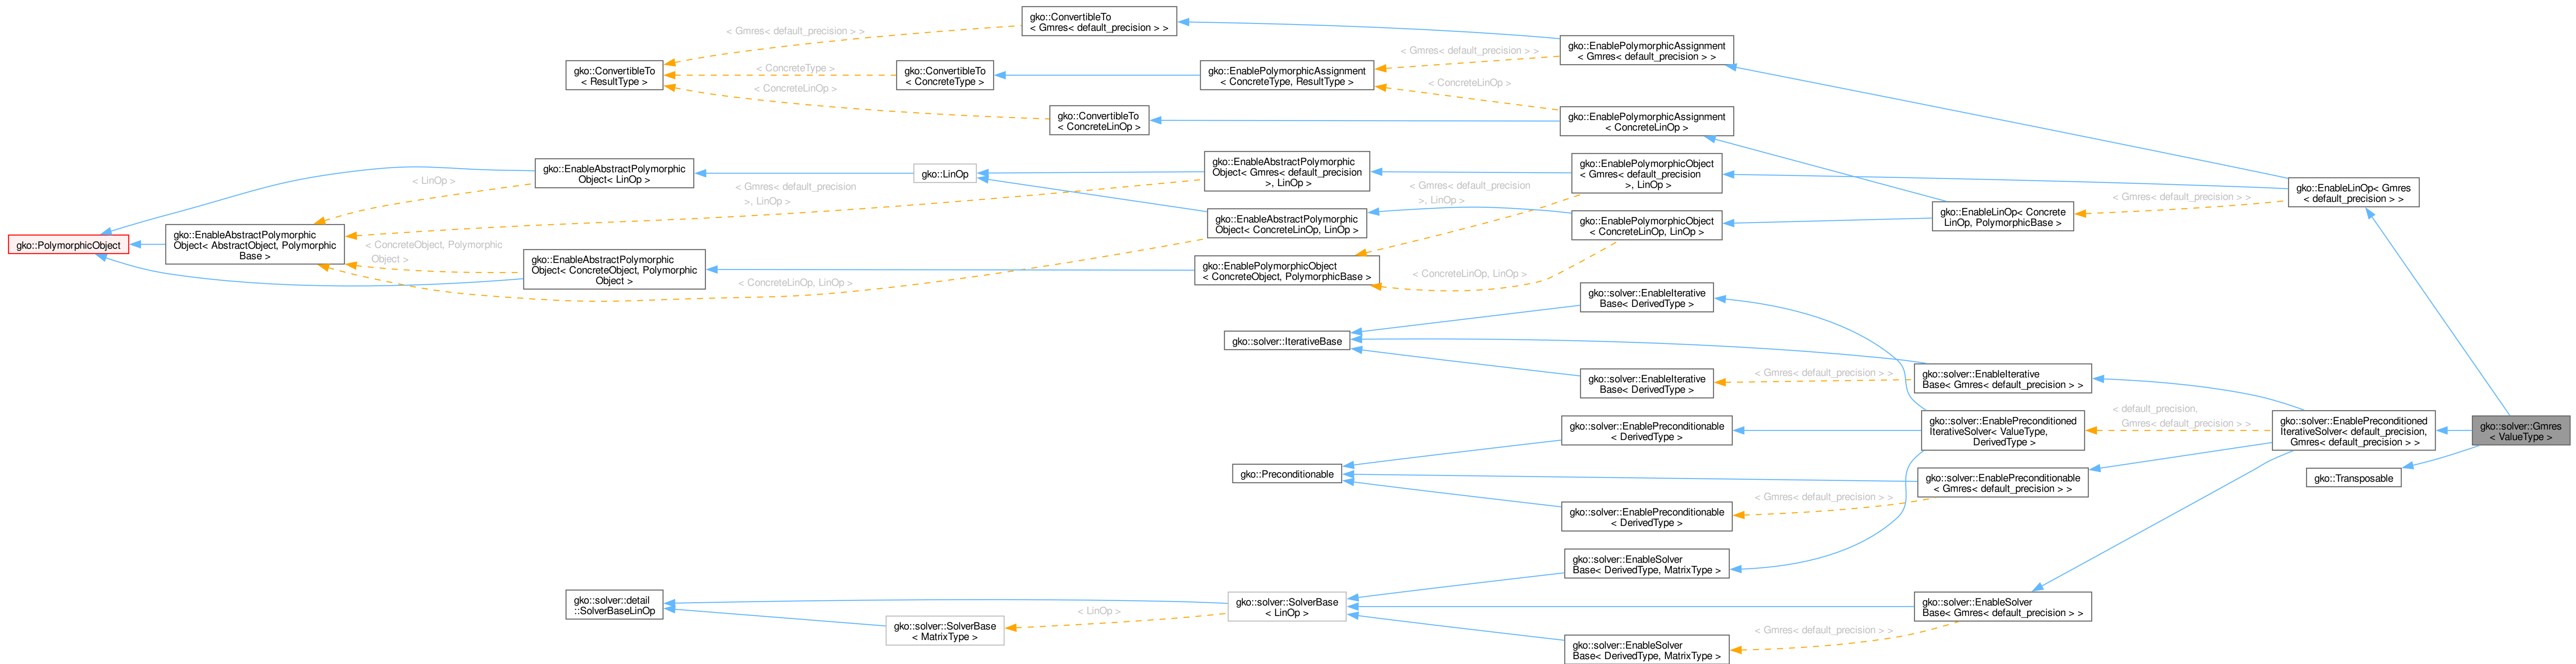 gko::ConvertibleTo
< Gmres< default_precision > >
< Gmres< default_precision > >
gko::EnablePolymorphicAssignment
< Gmres< default_precision > >
< Gmres< default_precision > >
gko::ConvertibleTo
< ResultType >
< ConcreteType >
gko::ConvertibleTo
< ConcreteType >
gko::EnablePolymorphicAssignment
< ConcreteType, ResultType >
< ConcreteLinOp >
< ConcreteLinOp >
gko::ConvertibleTo
< ConcreteLinOp >
gko::EnablePolymorphicAssignment
< ConcreteLinOp >
gko::EnableAbstractPolymorphic
Object< LinOp >
< LinOp >
gko::LinOp
gko::EnableAbstractPolymorphic
Object< Gmres< default_precision
>, LinOp >
gko::EnablePolymorphicObject
< Gmres< default_precision
>, LinOp >
< Gmres< default_precision
>, LinOp >
< Gmres< default_precision
>, LinOp >
gko::EnableLinOp< Gmres
< default_precision > >
< Gmres< default_precision > >
gko::EnableLinOp< Concrete
LinOp, PolymorphicBase >
gko::EnableAbstractPolymorphic
Object< ConcreteLinOp, LinOp >
gko::EnablePolymorphicObject
< ConcreteLinOp, LinOp >
gko::PolymorphicObject
gko::EnableAbstractPolymorphic
Object< AbstractObject, Polymorphic
Base >
< ConcreteObject, Polymorphic
Object >
gko::EnableAbstractPolymorphic
Object< ConcreteObject, Polymorphic
Object >
< ConcreteLinOp, LinOp >
gko::EnablePolymorphicObject
< ConcreteObject, PolymorphicBase >
< ConcreteLinOp, LinOp >
gko::solver::EnableIterative
Base< DerivedType >
gko::solver::IterativeBase
gko::solver::EnableIterative
Base< DerivedType >
< Gmres< default_precision > >
gko::solver::EnableIterative
Base< Gmres< default_precision > >
gko::solver::EnablePreconditionable
< DerivedType >
gko::solver::EnablePreconditioned
IterativeSolver< ValueType,
DerivedType >
< default_precision,
Gmres< default_precision > >
gko::solver::EnablePreconditioned
IterativeSolver< default_precision,
Gmres< default_precision > >
gko::solver::Gmres
< ValueType >
gko::Preconditionable
gko::solver::EnablePreconditionable
< Gmres< default_precision > >
gko::Transposable
< Gmres< default_precision > >
gko::solver::EnablePreconditionable
< DerivedType >
gko::solver::EnableSolver
Base< DerivedType, MatrixType >
gko::solver::detail
::SolverBaseLinOp
gko::solver::SolverBase
< LinOp >
< LinOp >
gko::solver::SolverBase
< MatrixType >
gko::solver::EnableSolver
Base< Gmres< default_precision > >
< Gmres< default_precision > >
gko::solver::EnableSolver
Base< DerivedType, MatrixType >